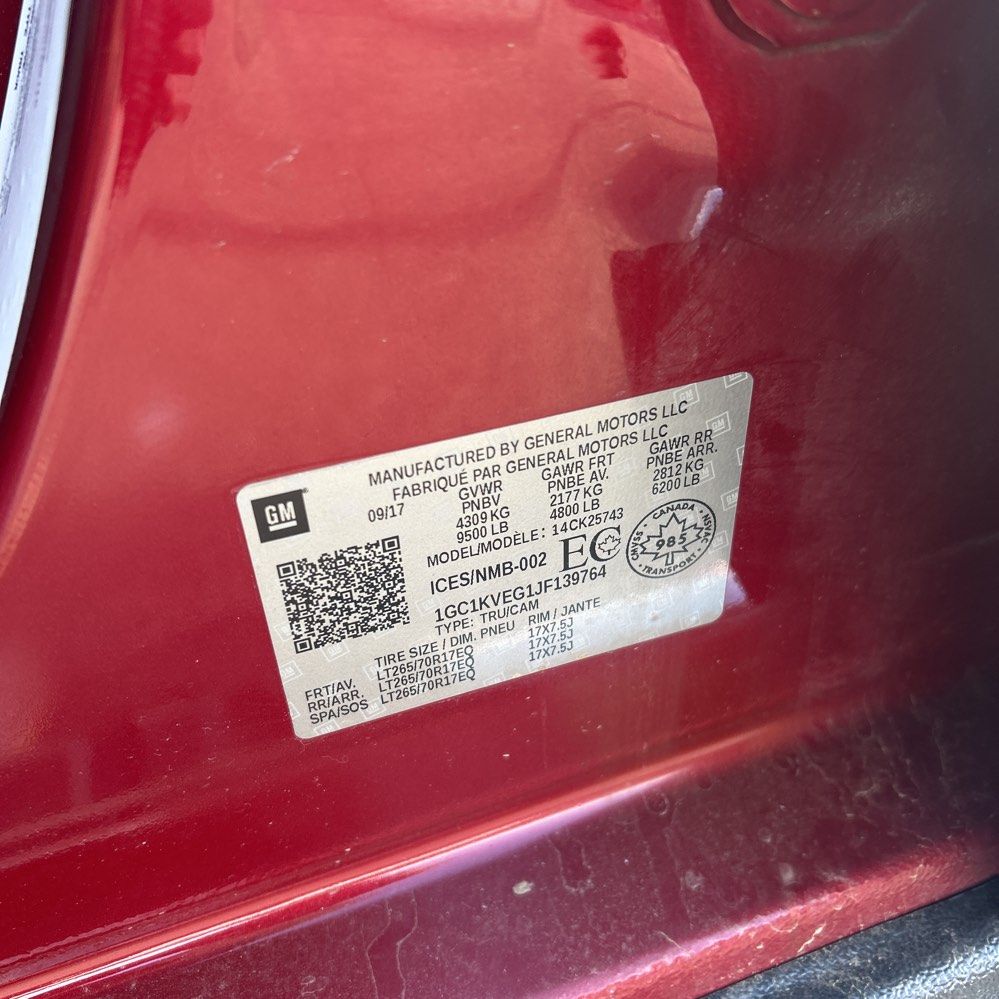 MANUFACTURED BY GENERAL MOTORS LLC
FABRIQUÉ PAR GENERAL MOTORS LLC
GM
09/17
GVWR
PNBV
4309 KG
9500 LB
GAWR FRT
PNBE AV.
2177 KG
4800 LB
GAWR RR
PNBE ARR.
2812 KG
6200 LB
MODEL/MODÈLE: 14CK25743
ICES/NMB-002
EC
CANADA
985
TRANSPORT
NSVAC
SSVAC
1GC1KVEG1JF139764
TYPE: TRU/CAM
TIRE SIZE / DIM. PNEU RIM / JANTE
FRT/AV. LT265/70R17EQ 17X7.5J
RR/ARR. LT265/70R17EQ 17X7.5J
SPA/SOS LT265/70R17EQ 17X7.5J